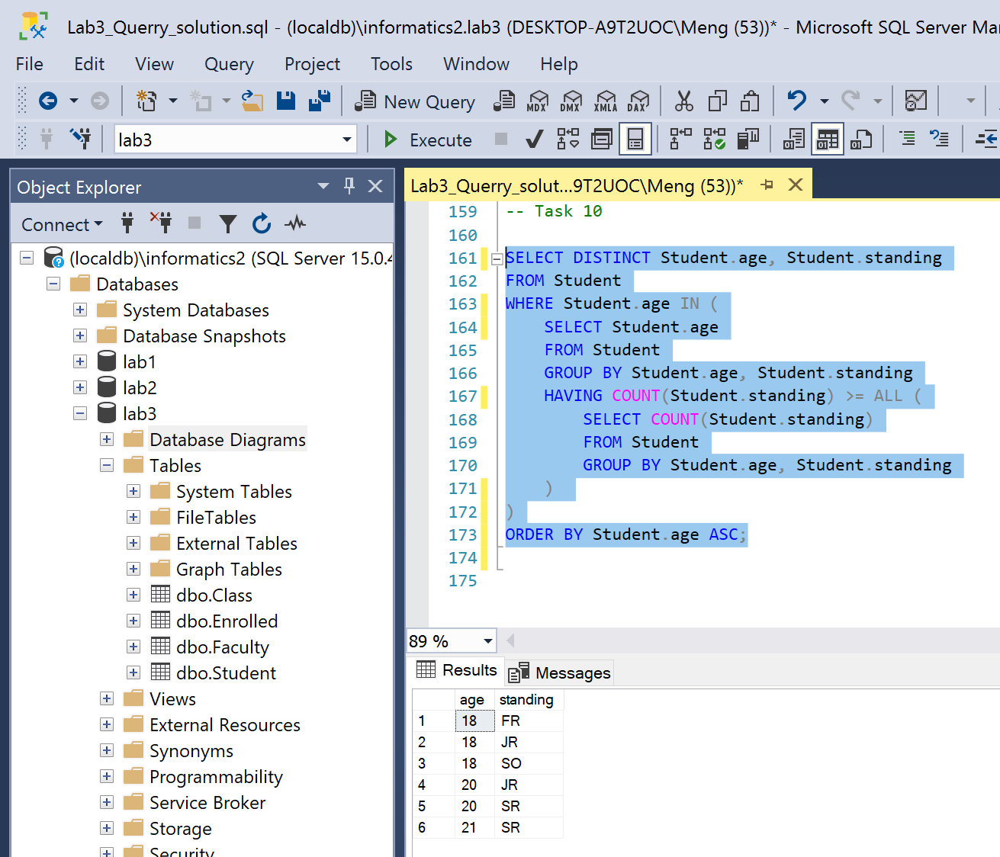 Lab3_Querry_solution.sql - (localdb)\informatics2.lab3 (DESKTOP-A9T2UOC\Meng (53))* - Microsoft SQL Server Mar
File Edit View Query Project Tools Window Help
New Query MDX DMX XMLA DAX
lab3 Execute
Object Explorer
Connect
(localdb)\informatics2 (SQL Server 15.0.4
Databases
System Databases
Database Snapshots
lab1
lab2
lab3
Database Diagrams
Tables
System Tables
FileTables
External Tables
Graph Tables
dbo.Class
dbo.Enrolled
dbo.Faculty
dbo.Student
Views
External Resources
Synonyms
Programmability
Service Broker
Storage
Security
Lab3_Querry_solut...9T2UOC\Meng (53))*
159 -- Task 10
160
161 SELECT DISTINCT Student.age, Student.standing
162 FROM Student
163 WHERE Student.age IN (
164 SELECT Student.age
165 FROM Student
166 GROUP BY Student.age, Student.standing
167 HAVING COUNT(Student.standing) >= ALL (
168 SELECT COUNT(Student.standing)
169 FROM Student
170 GROUP BY Student.age, Student.standing
171 )
172 )
173 ORDER BY Student.age ASC;
174
175
89 %
Results Messages
age standing
1 18 FR
2 18 JR
3 18 SO
4 20 JR
5 20 SR
6 21 SR